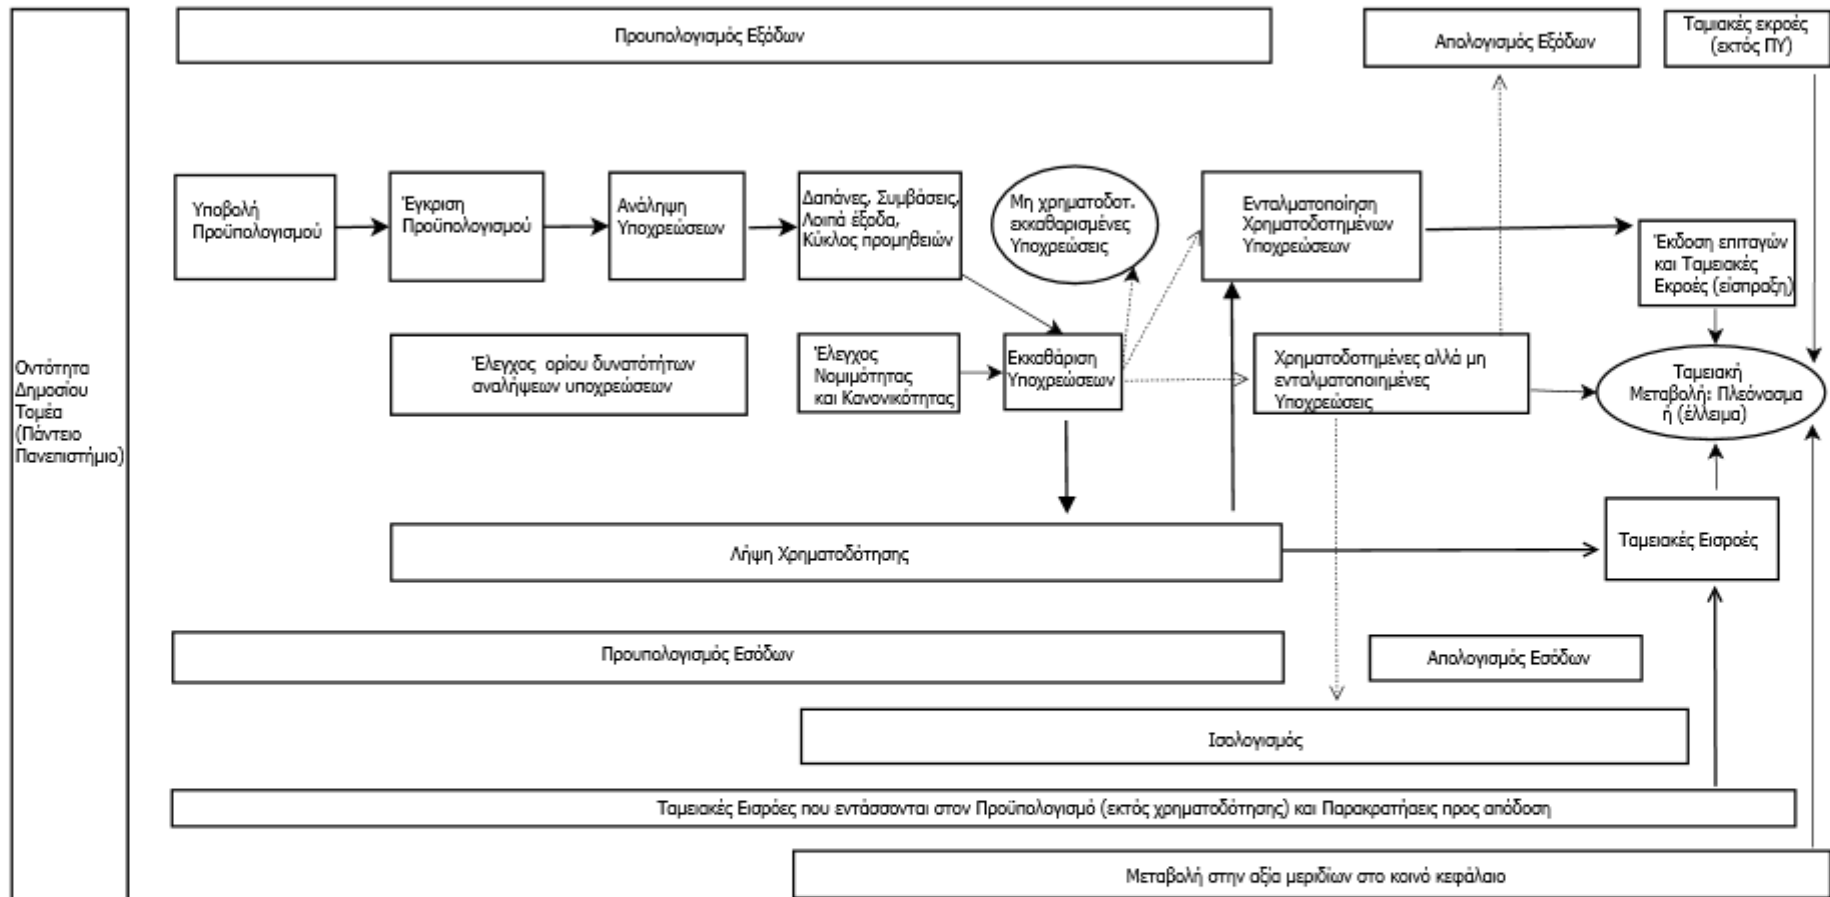 Προυπολογισμός Εξόδων
Απολογισμός Εξόδων
Ταμιακές εκροές
(εκτός ΠΥ)
Υποβολή
Προϋπολογισμού
Έγκριση
Προϋπολογισμού
Ανάληψη
Υποχρεώσεων
Δαπάνες, Συμβάσεις,
Λοιπά έξοδα,
Κύκλος προμηθειών
Μη χρηματοδοτ.
εκκαθαρισμένες
Υποχρεώσεις
Ενταλματοποίηση
Χρηματοδοτημένων
Υποχρεώσεων
Έκδοση επιταγών
και Ταμειακές
Εκροές (είσπραξη)
Οντότητα
Δημοσίου
Τομέα
(Πάντειο
Πανεπιστήμιο)
Έλεγχος ορίου δυνατότήτων
αναλήψεων υποχρεώσεων
Έλεγχος
Νομιμότητας
και Κανονικότητας
Εκκαθάριση
Υποχρεώσεων
Χρηματοδοτημένες αλλά μη
ενταλματοποιημένες
Υποχρεώσεις
Ταμειακή
Μεταβολή: Πλεόνασμα
ή (έλλειμα)
Λήψη Χρηματοδότησης
Ταμειακές Εισροές
Προυπολογισμός Εσόδων
Απολογισμός Εσόδων
Ισολογισμός
Ταμειακές Εισρόες που εντάσσονται στον Προϋπολογισμό (εκτός χρηματοδότησης) και Παρακρατήσεις προς απόδοση
Μεταβολή στην αξία μεριδίων στο κοινό κεφάλαιο